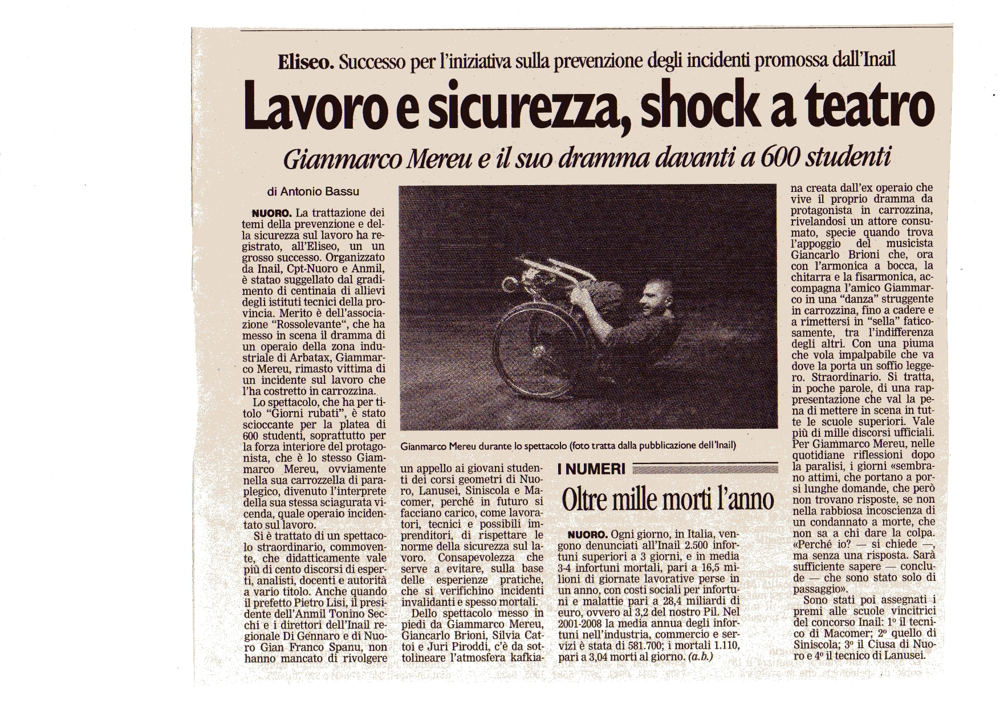 Eliseo. Successo per l'iniziativa sulla prevenzione degli incidenti promossa dall'Inail
Lavoro e sicurezza, shock a teatro
Gianmarco Mereu e il suo dramma davanti a 600 studenti
di Antonio Bassu
NUORO. La trattazione dei
temi della prevenzione e del-
la sicurezza sul lavoro ha re-
gistrato, all'Eliseo, un un
grosso successo. Organizzato
da Inail, Cpt-Nuoro e Anmil,
è statao suggellato dal gradi-
mento di centinaia di allievi
degli istituti tecnici della pro-
vincia. Merito è dell'associa-
zione “Rossolevante“, che ha
messo in scena il dramma di
un operaio della zona indu-
striale di Arbatax, Giammar-
co Mereu, rimasto vittima di
un incidente sul lavoro che
l'ha costretto in carrozzina.
Lo spettacolo, che ha per ti-
tolo “Giorni rubati”, è stato
scioccante per la platea di
600 studenti, soprattutto per
la forza interiore del protago-
nista, che è lo stesso Giam-
marco Mereu, ovviamente
nella sua carrozzella di para-
plegico, divenuto l'interprete
della sua stessa sciagurata vi-
cenda, quale operaio inciden-
tato sul lavoro.
Si è trattato di un spettaco-
lo straordinario, commoven-
te, che didatticamente vale
più di cento discorsi di esper-
ti, analisti, docenti e autorità
a vario titolo. Anche quando
il prefetto Pietro Lisi, il presi-
dente dell'Anmil Tonino Sec-
chi e i direttori dell'Inail re-
gionale Di Gennaro e di Nuo-
ro Gian Franco Spanu, non
hanno mancato di rivolgere
Gianmarco Mereu durante lo spettacolo (foto tratta dalla pubblicazione dell'Inail)
un appello ai giovani studen-
ti dei corsi geometri di Nuo-
ro, Lanusei, Siniscola e Ma-
comer, perché in futuro si
facciano carico, come lavora-
tori, tecnici e possibili im-
prenditori, di rispettare le
norme della sicurezza sul la-
voro. Consapevolezza che
serve a evitare, sulla base
delle esperienze pratiche,
che si verifichino incidenti
invalidanti e spesso mortali.
Dello spettacolo messo in
piedi da Giammarco Mereu,
Giancarlo Brioni, Silvia Cat-
toi e Juri Piroddi, c'è da sot-
tolineare l'atmosfera kafkia-
na creata dall'ex operaio che
vive il proprio dramma da
protagonista in carrozzina,
rivelandosi un attore consu-
mato, specie quando trova
l'appoggio del musicista
Giancarlo Brioni che, ora
con l'armonica a bocca, la
chitarra e la fisarmonica, ac-
compagna l'amico Giammar-
co in una “danza” struggente
in carrozzina, fino a cadere e
a rimettersi in “sella” fatico-
samente, tra l'indifferenza
degli altri. Con una piuma
che vola impalpabile che va
dove la porta un soffio legge-
ro. Straordinario. Si tratta,
in poche parole, di una rap-
presentazione che val la pe-
na di mettere in scena in tut-
te le scuole superiori. Vale
più di mille discorsi ufficiali.
Per Giammarco Mereu, nelle
quotidiane riflessioni dopo
la paralisi, i giorni «sembra-
no attimi, che portano a por-
si lunghe domande, che però
non trovano risposte, se non
nella rabbiosa incoscienza di
un condannato a morte, che
non sa a chi dare la colpa.
«Perché io? — si chiede —,
ma senza una risposta. Sarà
sufficiente sapere — conclu-
de — che sono stato solo di
passaggio».
Sono stati poi assegnati i
premi alle scuole vincitrici
del concorso Inail: 1º il tecni-
co di Macomer; 2º quello di
Siniscola; 3º il Ciusa di Nuo-
ro e 4º il tecnico di Lanusei.
I NUMERI
Oltre mille morti l'anno
NUORO. Ogni giorno, in Italia, ven-
gono denunciati all'Inail 2.500 infor-
tuni superiori a 3 giorni, e in media
3-4 infortuni mortali, pari a 16,5 mi-
lioni di giornate lavorative perse in
un anno, con costi sociali per infortu-
ni e malattie pari a 28,4 miliardi di
euro, ovvero al 3,2 del nostro Pil. Nel
2001-2008 la media annua degli infor-
tuni nell'industria, commercio e ser-
vizi è stata di 581.700; i mortali 1.110,
pari a 3,04 morti al giorno. (a.b.)